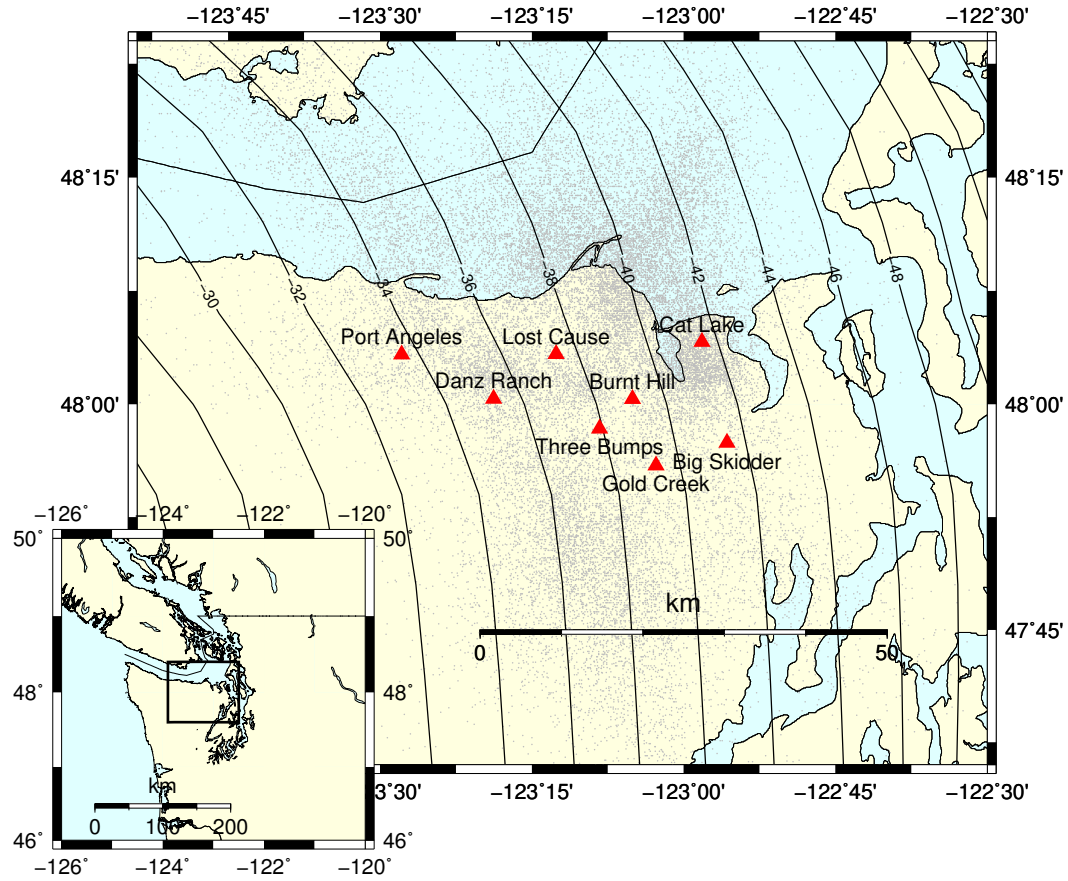 −123˚45' −123˚30' −123˚15' −123˚00' −122˚45' −122˚30'
48˚15' 48˚15'
30 32 34 36 38 40 42 44 46 48
Cat Lake
Port Angeles Lost Cause
Danz Ranch Burnt Hill
48˚00'
Three Bumps
Big Skidder
Gold Creek
−126˚ −124˚ −122˚ −120˚
50˚ 50˚
km
47˚45'
0 50
48˚ 48˚
km
−123˚30' −123˚15' −123˚00' −122˚45' −122˚30'
0 100 200
46˚ 46˚
−126˚ −124˚ −122˚ −120˚